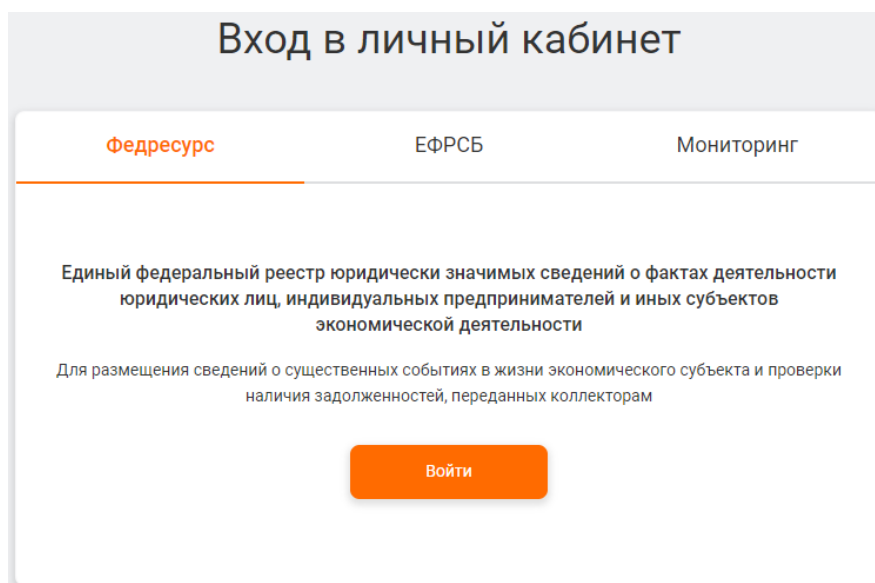 Вход в личный кабинет
Федресурс
ЕФРСБ
Мониторинг
Единый федеральный реестр юридически значимых сведений о фактах деятельности
юридических лиц, индивидуальных предпринимателей и иных субъектов
экономической деятельности
Для размещения сведений о существенных событиях в жизни экономического субъекта и проверки
наличия задолженностей, переданных коллекторам
Войти